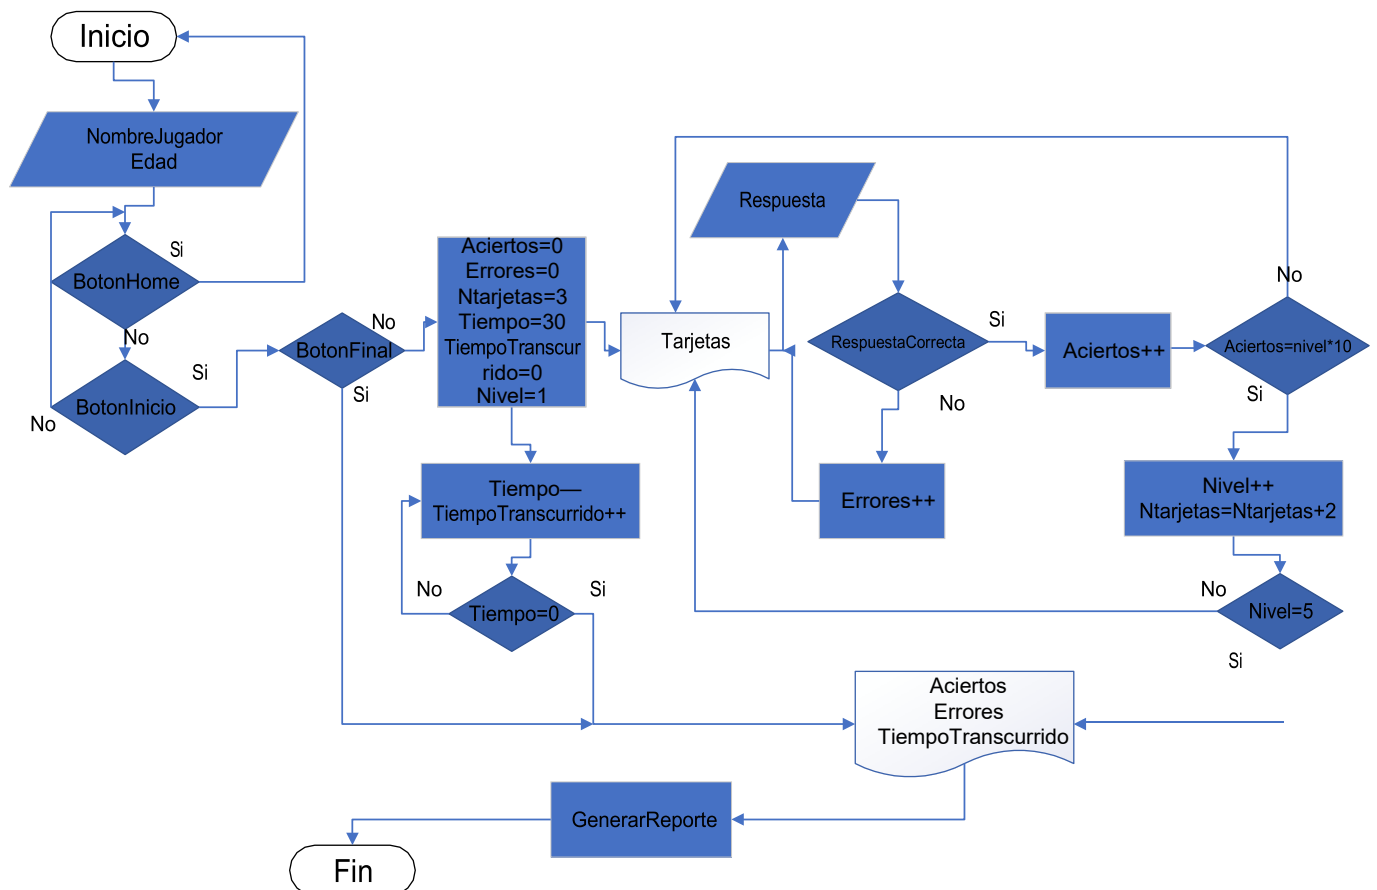 Inicio
NombreJugador
Edad
Si
BotonHome
No
Si
BotonInicio
No
No
BotonFinal
Si
Aciertos=0
Errores=0
Ntarjetas=3
Tiempo=30
TiempoTranscur
rido=0
Nivel=1
Tiempo—
TiempoTranscurrido++
No
Si
Tiempo=0
Tarjetas
Respuesta
RespuestaCorrecta
Si
No
Errores++
Aciertos++
No
Aciertos=nivel*10
Si
Nivel++
Ntarjetas=Ntarjetas+2
No
Nivel=5
Si
Aciertos
Errores
TiempoTranscurrido
GenerarReporte
Fin